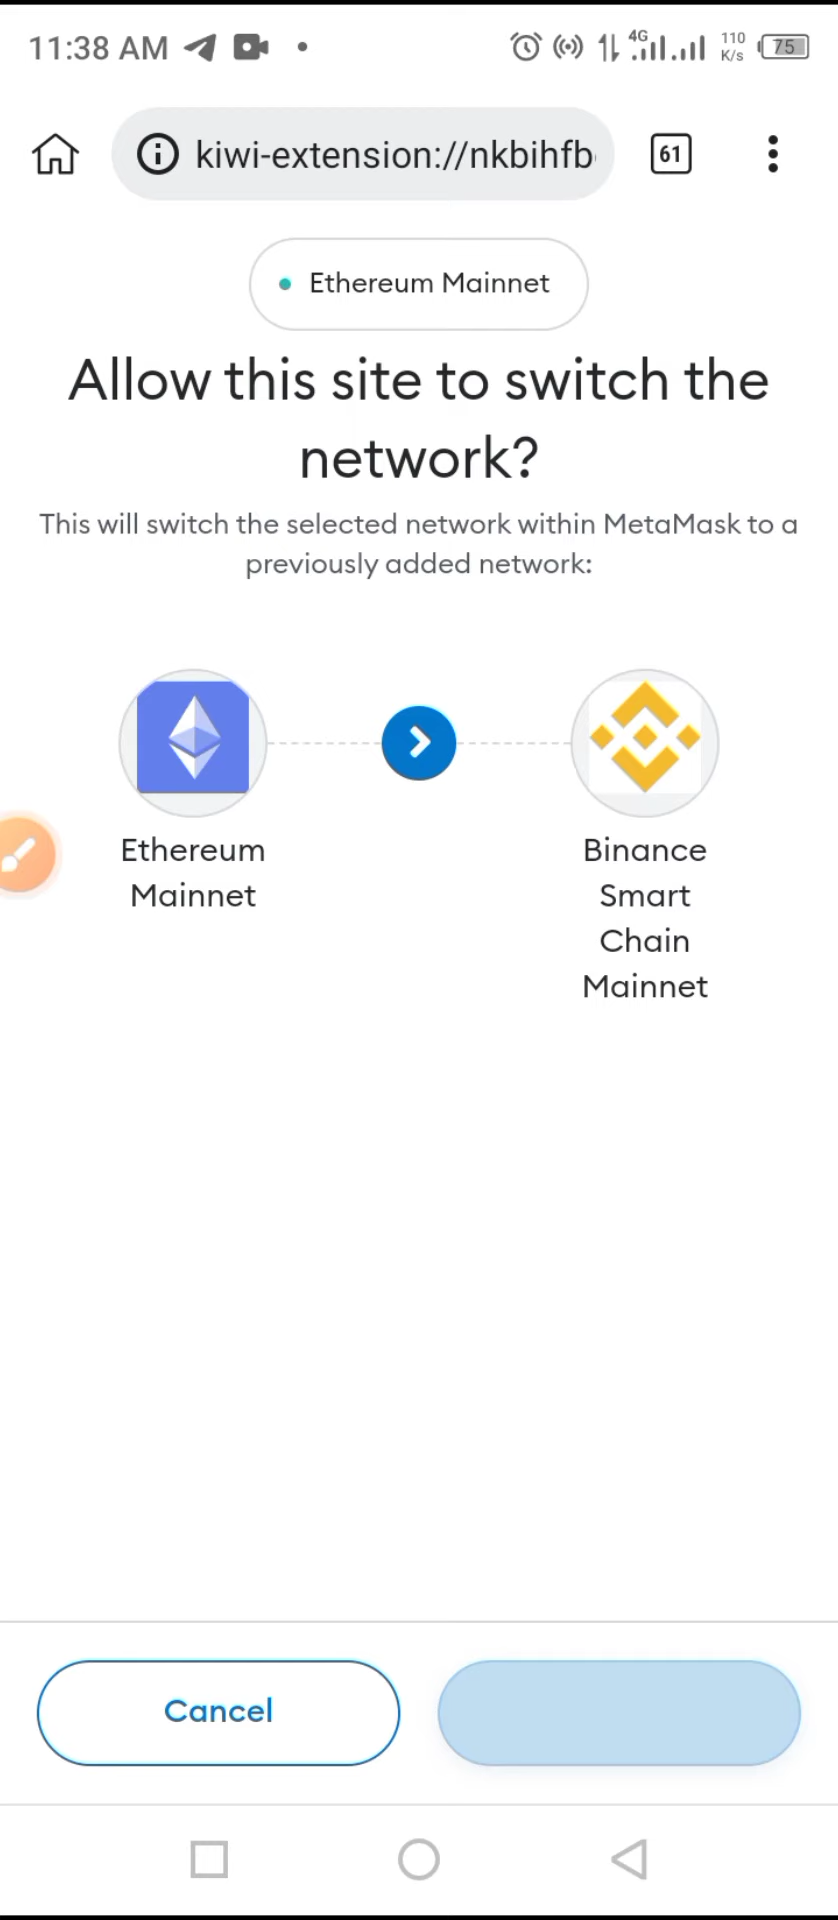 11:38 AM
4G
110
K/s
75
kiwi-extension://nkbihfb
61
Ethereum Mainnet
Allow this site to switch the
network?
This will switch the selected network within MetaMask to a
previously added network:
Ethereum
Mainnet
Binance
Smart
Chain
Mainnet
Cancel